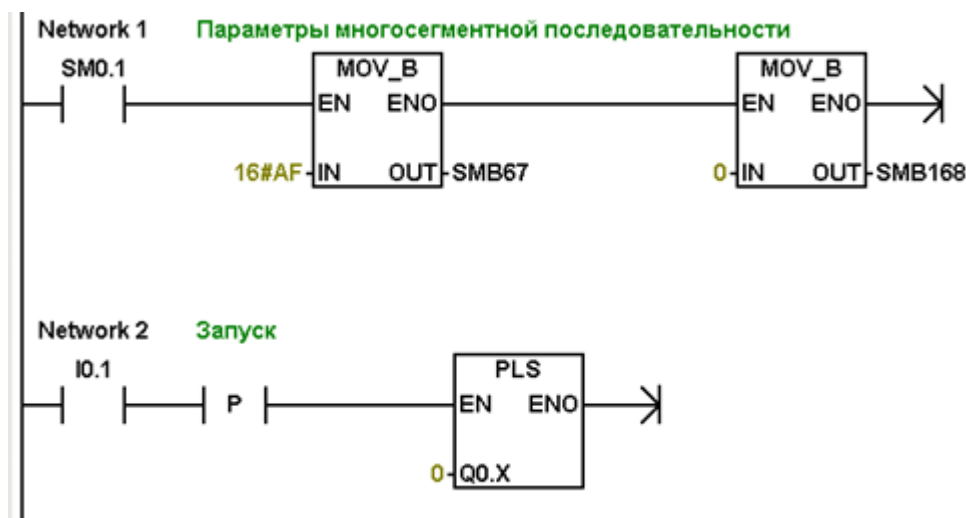 Network 1 Параметры многосегментной последовательности
SM0.1 MOV_B MOV_B
EN ENO EN ENO
16#AF IN OUT SMB67 0 IN OUT SMB168
Network 2 Запуск
I0.1 PLS
P EN ENO
0 Q0.X